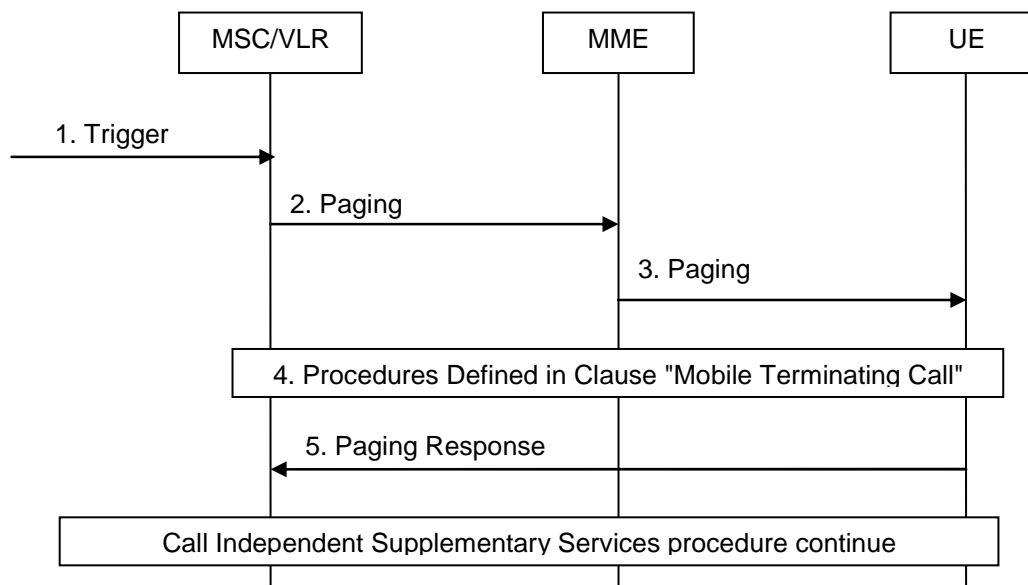 MSC/VLR
MME
UE
1. Trigger
2. Paging
3. Paging
4. Procedures Defined in Clause "Mobile Terminating Call"
5. Paging Response
Call Independent Supplementary Services procedure continue